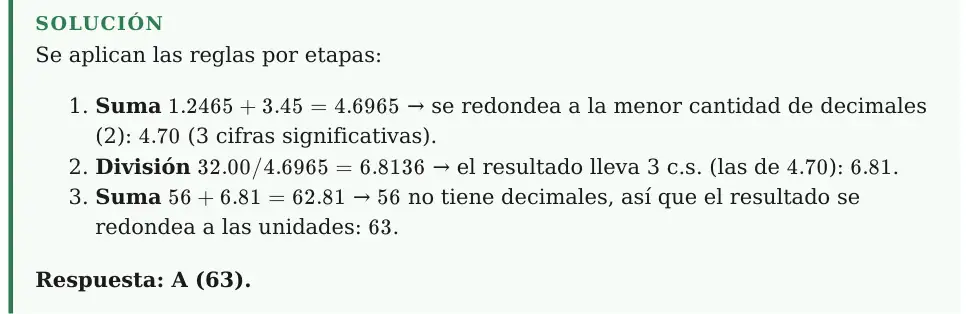 SOLUCIÓN
Se aplican las reglas por etapas:
1. Suma 1.2465 + 3.45 = 4.6965 → se redondea a la menor cantidad de decimales
(2): 4.70 (3 cifras significativas).
2. División 32.00/4.6965 = 6.8136 → el resultado lleva 3 c.s. (las de 4.70): 6.81.
3. Suma 56 + 6.81 = 62.81 → 56 no tiene decimales, así que el resultado se
redondea a las unidades: 63.
Respuesta: A (63).